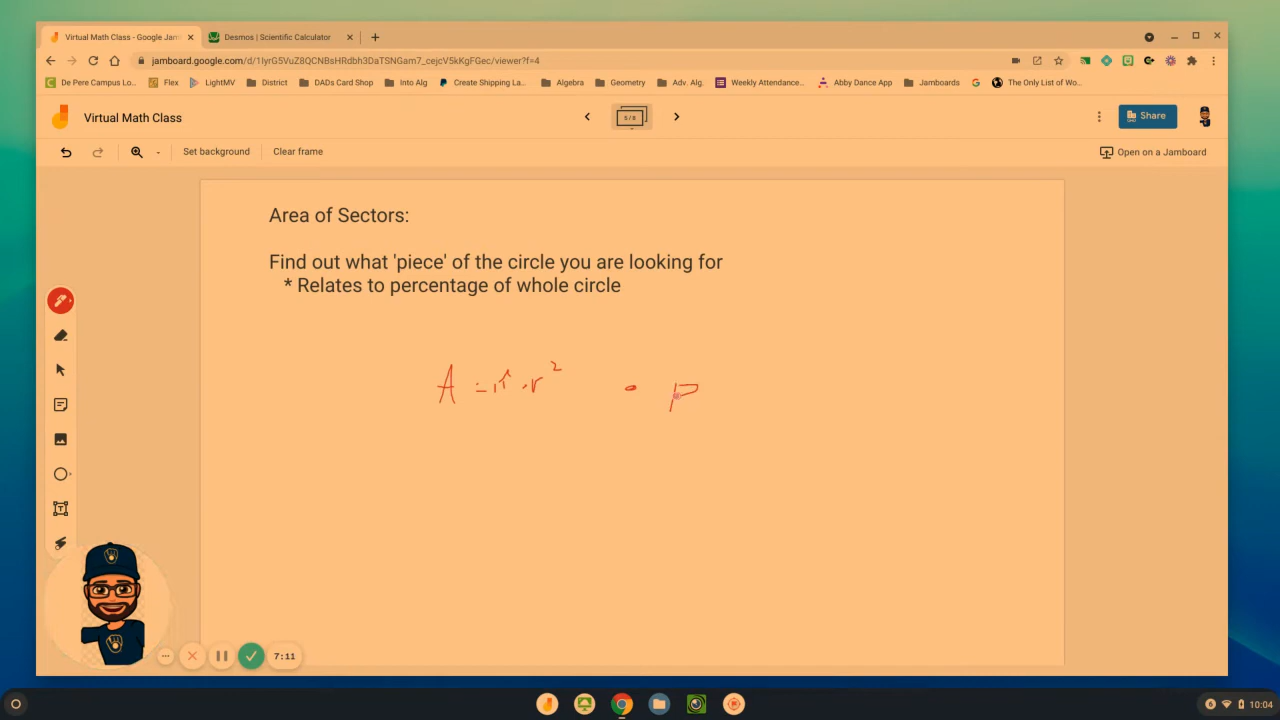 Virtual Math Class - Google Jam
Desmos | Scientific Calculator
jamboard.google.com/d/1IyrG5VuZ8QCNBsHRdbh3DaTSNGam7_cejcV5kKgFGec/viewer?f=4
De Pere Campus Lo... Flex LightMV District DADs Card Shop Into Alg Create Shipping La... Algebra Geometry Adv. Alg. Weekly Attendance... Abby Dance App Jamboards The Only List of Wo...
Virtual Math Class
5/8
Share
Set background Clear frame
Open on a Jamboard
Area of Sectors:
Find out what 'piece' of the circle you are looking for
* Relates to percentage of whole circle
A = π · r² • P
7:11
6 10:04